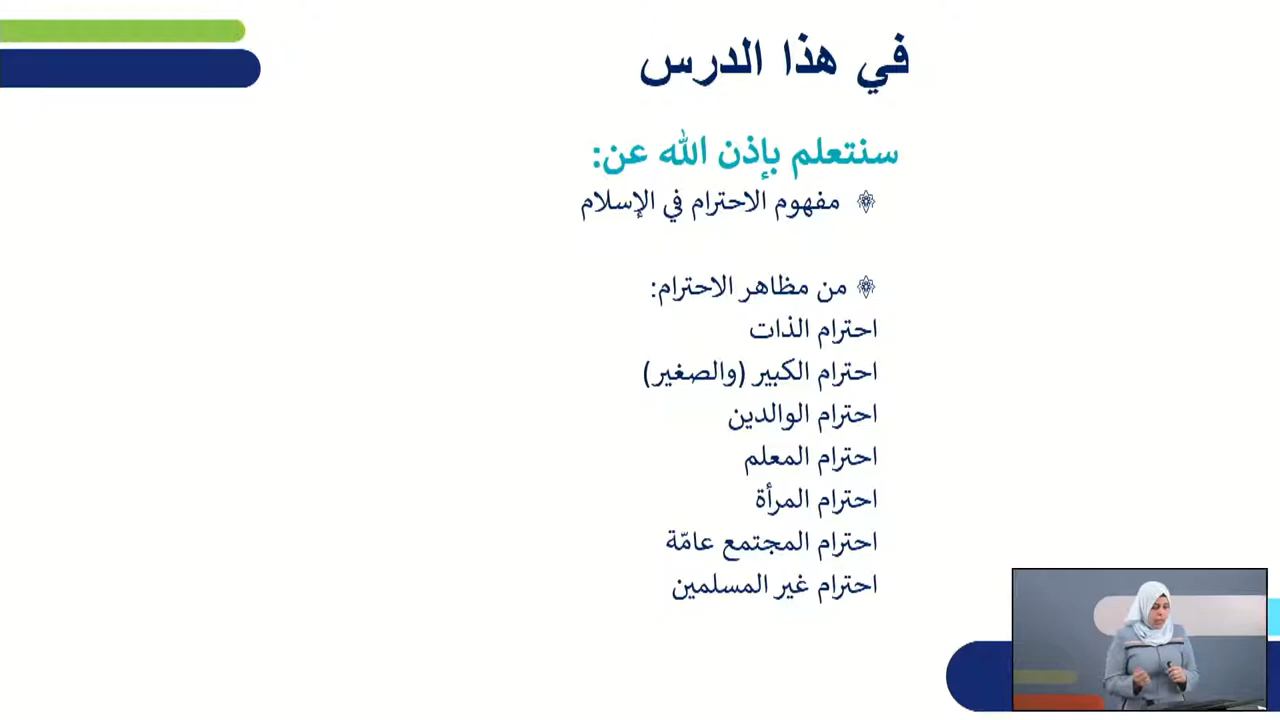 في هذا الدرس
سنتعلم بإذن الله عن:
مفهوم الاحترام في الإسلام
من مظاهر الاحترام:
احترام الذات
احترام الكبير (والصغير)
احترام الوالدين
احترام المعلم
احترام المرأة
احترام المجتمع عامّة
احترام غير المسلمين